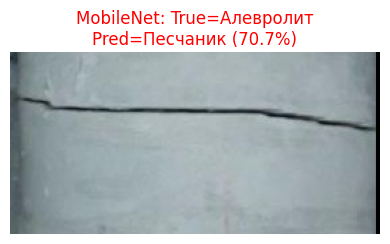 MobileNet: True=Алевролит
Pred=Песчаник (70.7%)